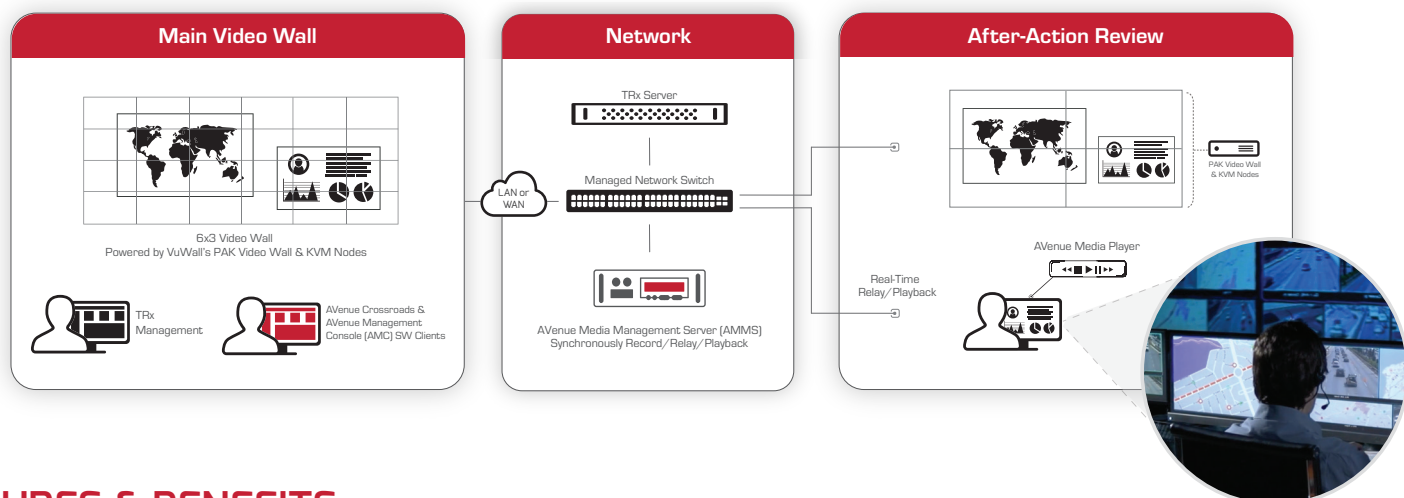 Main Video Wall
6x3 Video Wall
Powered by VuWall's PAK Video Wall & KVM Nodes
TRx
Management
AVenue Crossroads &
AVenue Management
Console (AMC) SW Clients
LAN or
WAN
Network
TRx Server
Managed Network Switch
AVenue Media Management Server (AMMS)
Synchronously Record/Relay/Playback
After-Action Review
PAK Video Wall
& KVM Nodes
AVenue Media Player
Real-Time
Relay/Playback
& BENEFITS